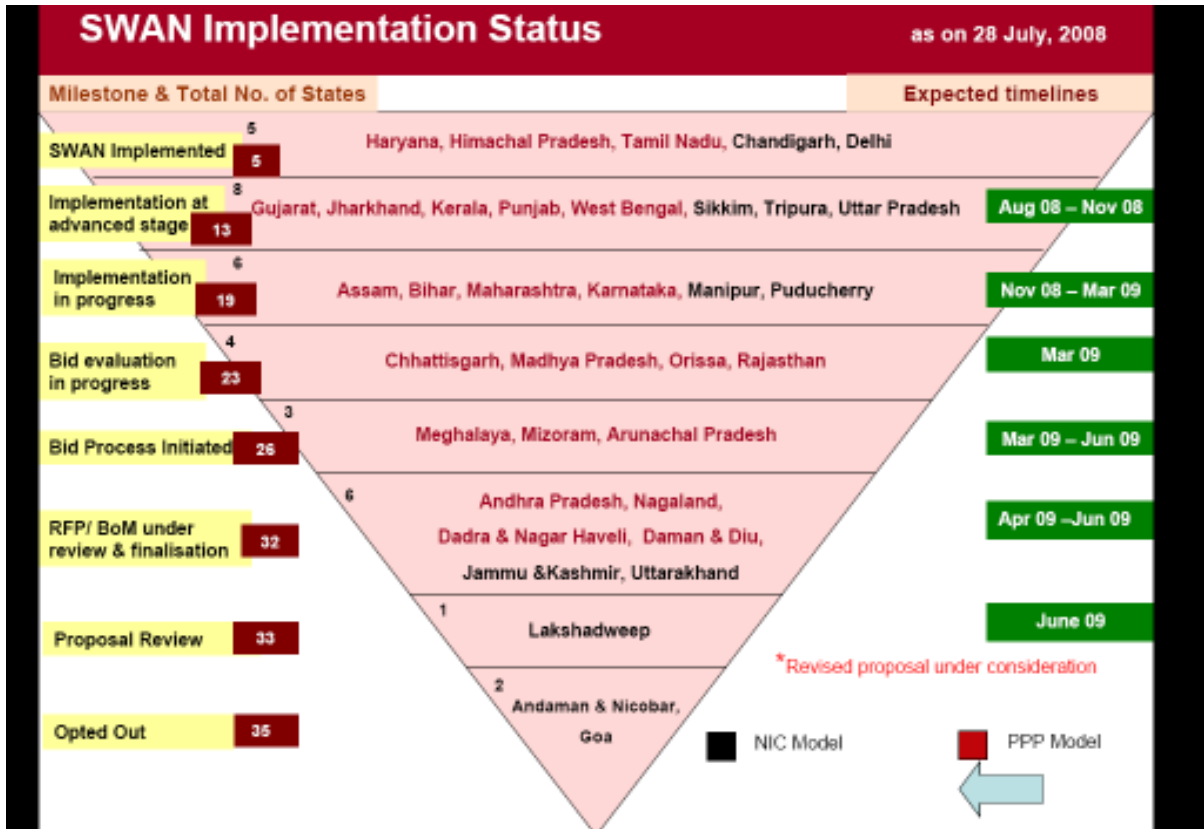 SWAN Implementation Status
as on 28 July, 2008
Milestone & Total No. of States
Expected timelines
SWAN Implemented
5
5
Haryana, Himachal Pradesh, Tamil Nadu, Chandigarh, Delhi
Implementation at
advanced stage
8
13
Gujarat, Jharkhand, Kerala, Punjab, West Bengal, Sikkim, Tripura, Uttar Pradesh
Aug 08 – Nov 08
Implementation
in progress
6
19
Assam, Bihar, Maharashtra, Karnataka, Manipur, Puducherry
Nov 08 – Mar 09
Bid evaluation
in progress
4
23
Chhattisgarh, Madhya Pradesh, Orissa, Rajasthan
Mar 09
Bid Process Initiated
3
26
Meghalaya, Mizoram, Arunachal Pradesh
Mar 09 – Jun 09
RFP/ BoM under
review & finalisation
6
32
Andhra Pradesh, Nagaland,
Dadra & Nagar Haveli, Daman & Diu,
Jammu &Kashmir, Uttarakhand
Apr 09 –Jun 09
Proposal Review
1
33
Lakshadweep
June 09
*Revised proposal under consideration
Opted Out
2
35
Andaman & Nicobar,
Goa
NIC Model
PPP Model